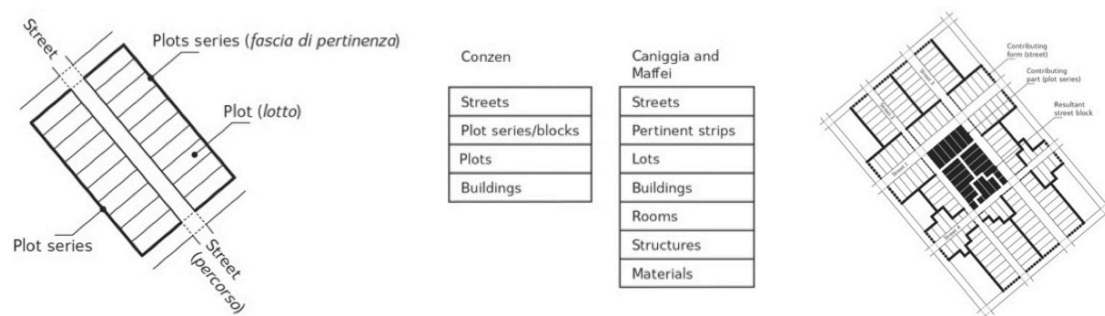 Street
Plots series (fascia di pertinenza)
Plot (lotto)
Plot series
Street
(percorso)
Conzen
Streets
Plot series/blocks
Plots
Buildings
Caniggia and
Maffei
Streets
Pertinent strips
Lots
Buildings
Rooms
Structures
Materials
Contributing
form (street)
Contributing
part (plot series)
Resultant
street block